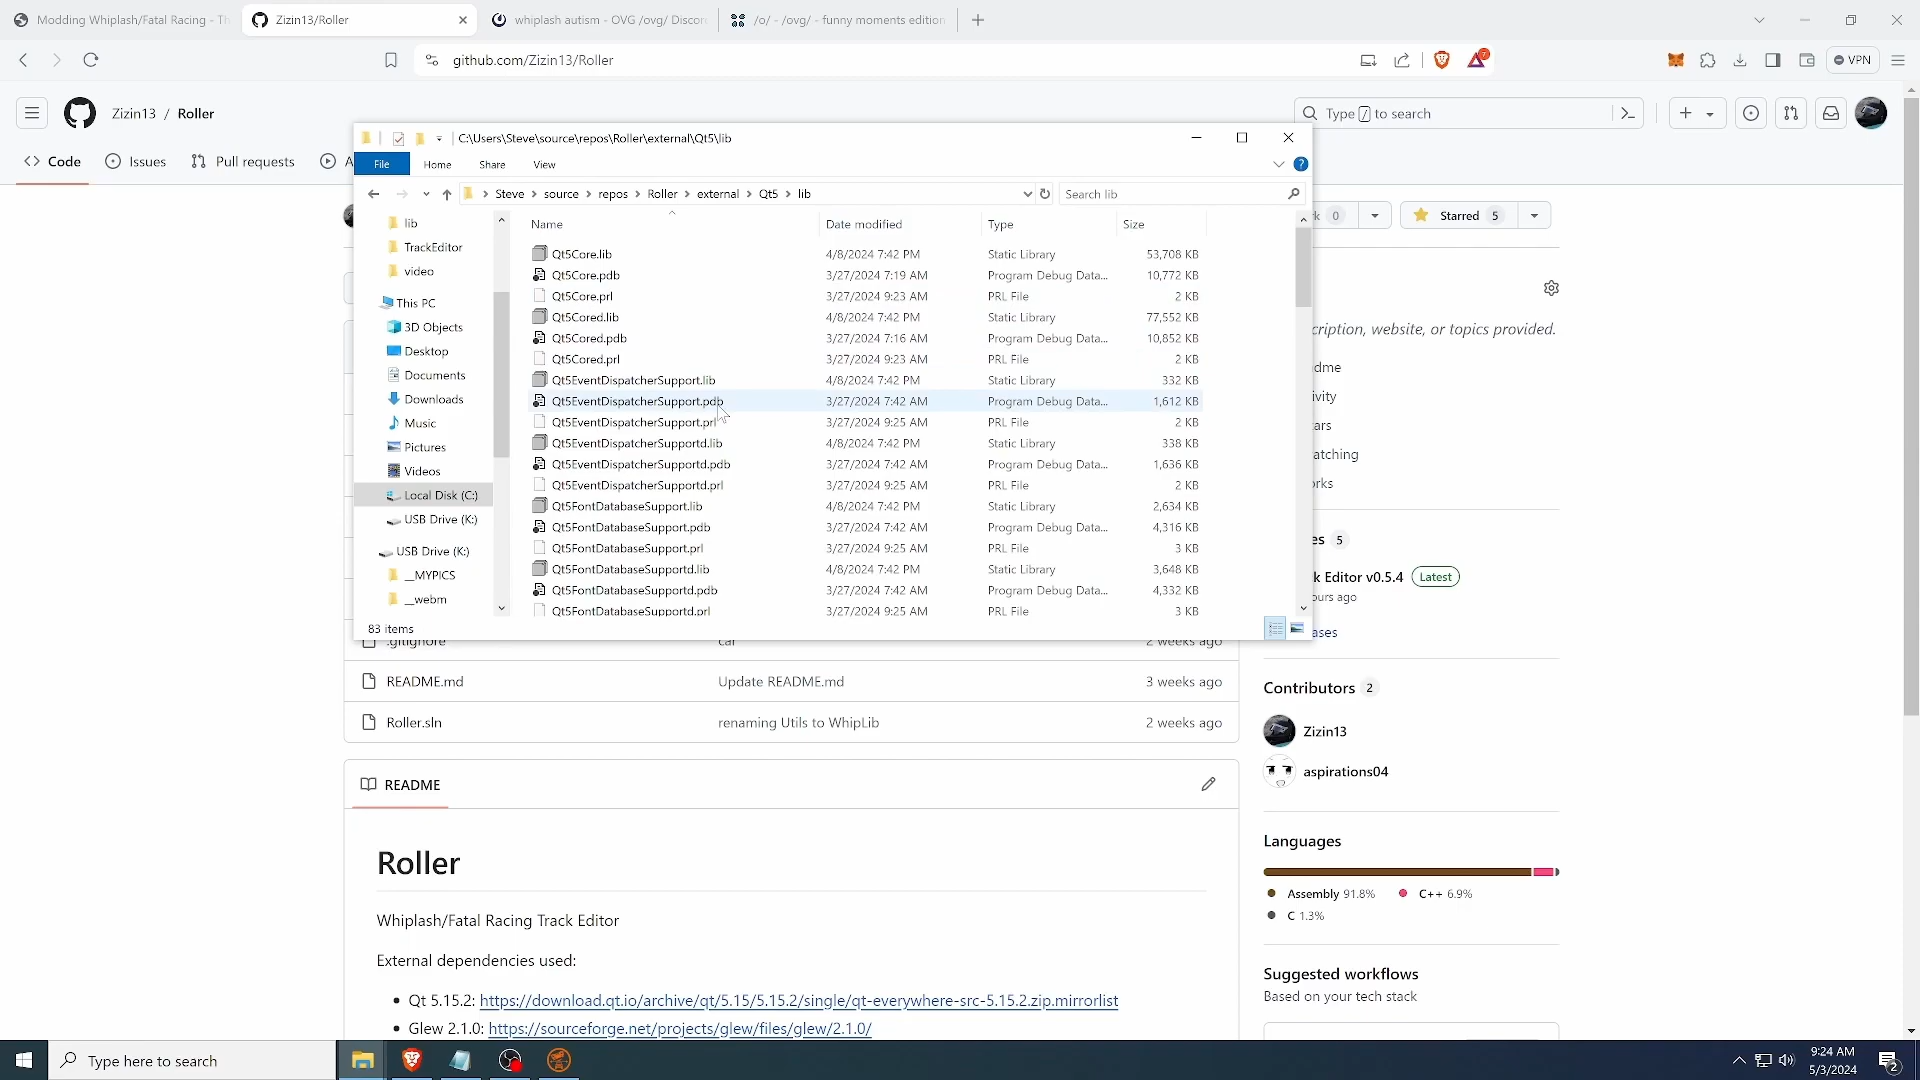 Modding Whiplash/Fatal Racing - Th
Zizin13/Roller
whiplash autism - OVG /ovg/ Discord
/o/ - /ovg/ - funny moments edition
github.com/Zizin13/Roller
VPN
Zizin13 / Roller
Type / to search
Code
Issues
Pull requests
C:\Users\Steve\source\repos\Roller\external\Qt5\lib
File
Home
Share
View
Steve > source > repos > Roller > external > Qt5 > lib
Search lib
0
Starred 5
lib
TrackEditor
video
This PC
3D Objects
Desktop
Documents
Downloads
Music
Pictures
Videos
Local Disk (C:)
USB Drive (K:)
USB Drive (K:)
__MYPICS
__webm
Name Date modified Type Size
Qt5Core.lib 4/8/2024 7:42 PM Static Library 53,708 KB
Qt5Core.pdb 3/27/2024 7:19 AM Program Debug Data... 10,772 KB
Qt5Core.prl 3/27/2024 9:23 AM PRL File 2 KB
Qt5Cored.lib 4/8/2024 7:42 PM Static Library 77,552 KB
Qt5Cored.pdb 3/27/2024 7:16 AM Program Debug Data... 10,852 KB
Qt5Cored.prl 3/27/2024 9:23 AM PRL File 2 KB
Qt5EventDispatcherSupport.lib 4/8/2024 7:42 PM Static Library 332 KB
Qt5EventDispatcherSupport.pdb 3/27/2024 7:42 AM Program Debug Data... 1,612 KB
Qt5EventDispatcherSupport.prl 3/27/2024 9:25 AM PRL File 2 KB
Qt5EventDispatcherSupportd.lib 4/8/2024 7:42 PM Static Library 338 KB
Qt5EventDispatcherSupportd.pdb 3/27/2024 7:42 AM Program Debug Data... 1,636 KB
Qt5EventDispatcherSupportd.prl 3/27/2024 9:25 AM PRL File 2 KB
Qt5FontDatabaseSupport.lib 4/8/2024 7:42 PM Static Library 2,634 KB
Qt5FontDatabaseSupport.pdb 3/27/2024 7:42 AM Program Debug Data... 4,316 KB
Qt5FontDatabaseSupport.prl 3/27/2024 9:25 AM PRL File 3 KB
Qt5FontDatabaseSupportd.lib 4/8/2024 7:42 PM Static Library 3,648 KB
Qt5FontDatabaseSupportd.pdb 3/27/2024 7:42 AM Program Debug Data... 4,332 KB
Qt5FontDatabaseSupportd.prl 3/27/2024 9:25 AM PRL File 3 KB
83 items
cription, website, or topics provided.
dme
ivity
ars
atching
orks
es 5
k Editor v0.5.4 Latest
ours ago
ases
.gitignore car 2 weeks ago
README.md Update README.md 3 weeks ago
Roller.sln renaming Utils to WhipLib 2 weeks ago
Contributors 2
Zizin13
aspirations04
README
Roller
Whiplash/Fatal Racing Track Editor
External dependencies used:
• Qt 5.15.2: https://download.qt.io/archive/qt/5.15/5.15.2/single/qt-everywhere-src-5.15.2.zip.mirrorlist
• Glew 2.1.0: https://sourceforge.net/projects/glew/files/glew/2.1.0/
Languages
Assembly 91.8% C++ 6.9%
C 1.3%
Suggested workflows
Based on your tech stack
Type here to search
9:24 AM
5/3/2024
2